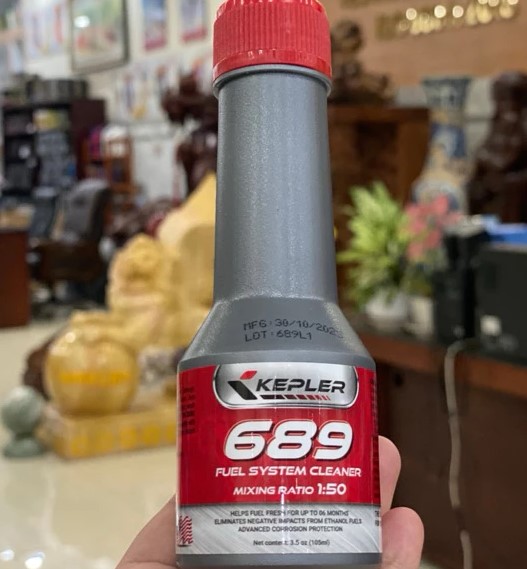 MFG: 30/10/202
LOT: 689L1
KEPLER
689
FUEL SYSTEM CLEANER
MIXING RATIO 1:50
HELPS FUEL FRESH FOR UP TO 06 MONTHS
ELIMINATES NEGATIVE IMPACTS FROM ETHANOL FUELS
ADVANCED CORROSION PROTECTION
Net content 3.5 oz (105ml)